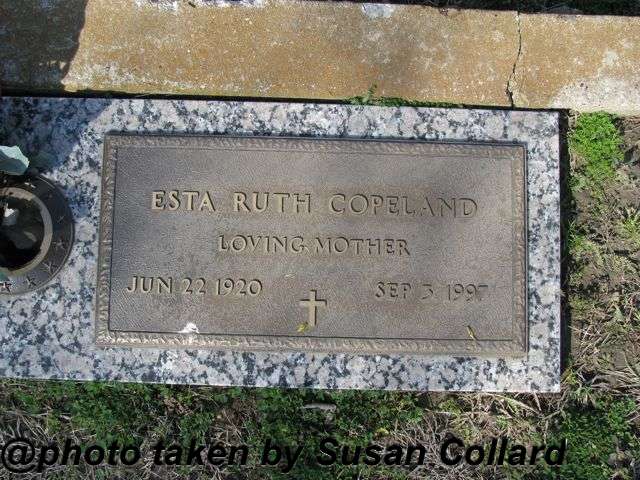 ESTA RUTH COPELAND
LOVING MOTHER
JUN 22 1920 SEP 3 1997
@photo taken by Susan Collard